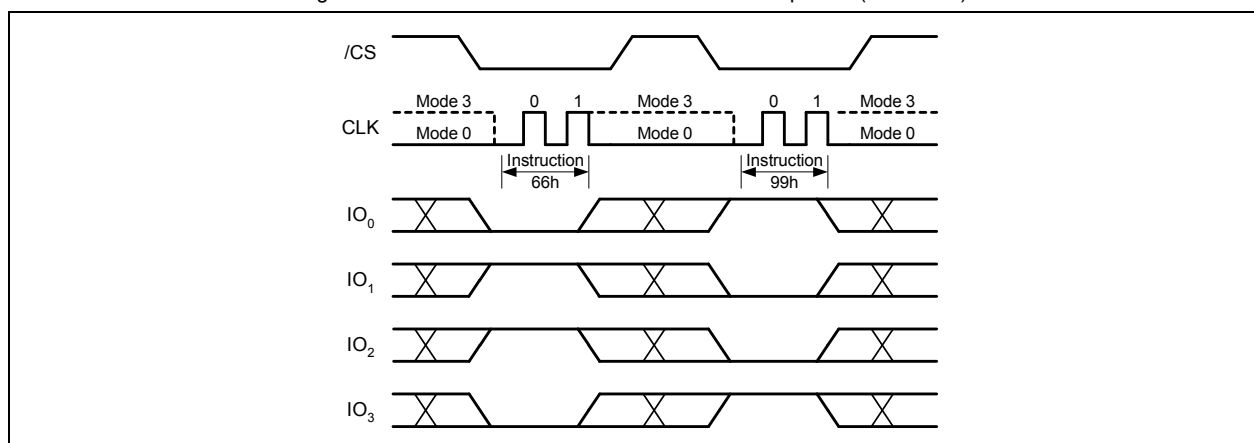 /CS
Mode 3 0 1 Mode 3 0 1 Mode 3
CLK
Mode 0 Mode 0 Mode 0
Instruction Instruction
66h 99h
IO0
IO1
IO2
IO3